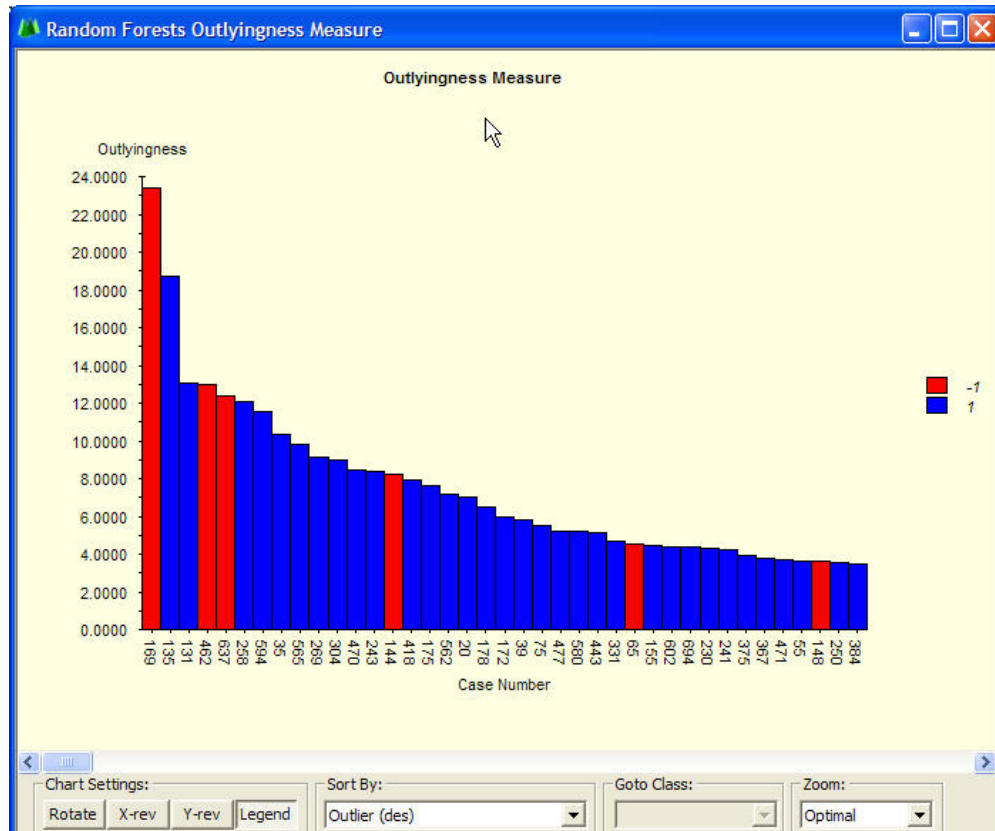 Random Forests Outlyingness Measure
Outlyingness Measure
Outlyingness
24.0000
22.0000
20.0000
18.0000
16.0000
14.0000
12.0000
10.0000
8.0000
6.0000
4.0000
2.0000
0.0000
-1
1
169 135 131 462 637 258 594 35 565 269 304 470 243 144 418 175 562 20 178 172 39 75 477 580 443 331 65 155 602 694 230 241 375 367 471 55 148 250 384
Case Number
Chart Settings: Sort By: Goto Class: Zoom:
Rotate X-rev Y-rev Legend Outlier (des) Optimal